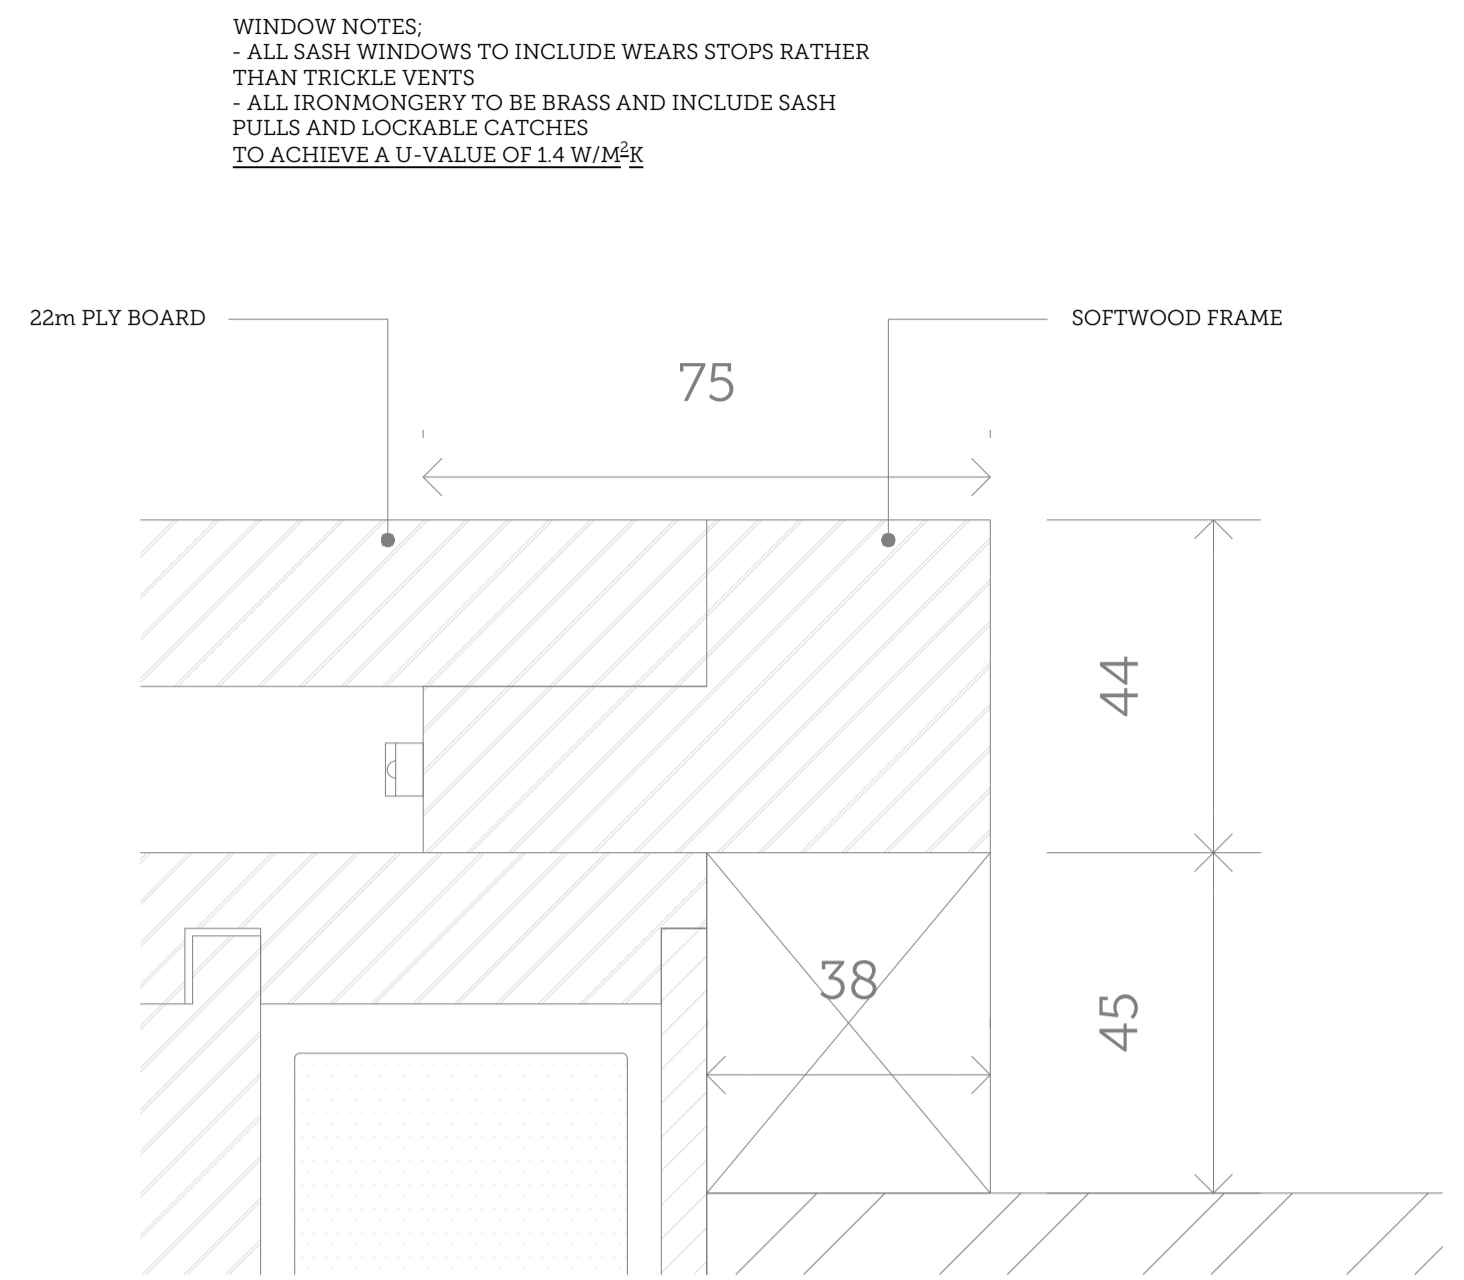 WINDOW NOTES;
- ALL SASH WINDOWS TO INCLUDE WEARS STOPS RATHER
THAN TRICKLE VENTS
- ALL IRONMONGERY TO BE BRASS AND INCLUDE SASH
PULLS AND LOCKABLE CATCHES
TO ACHIEVE A U-VALUE OF 1.4 W/M²K
22m PLY BOARD
SOFTWOOD FRAME
75
44
38
45